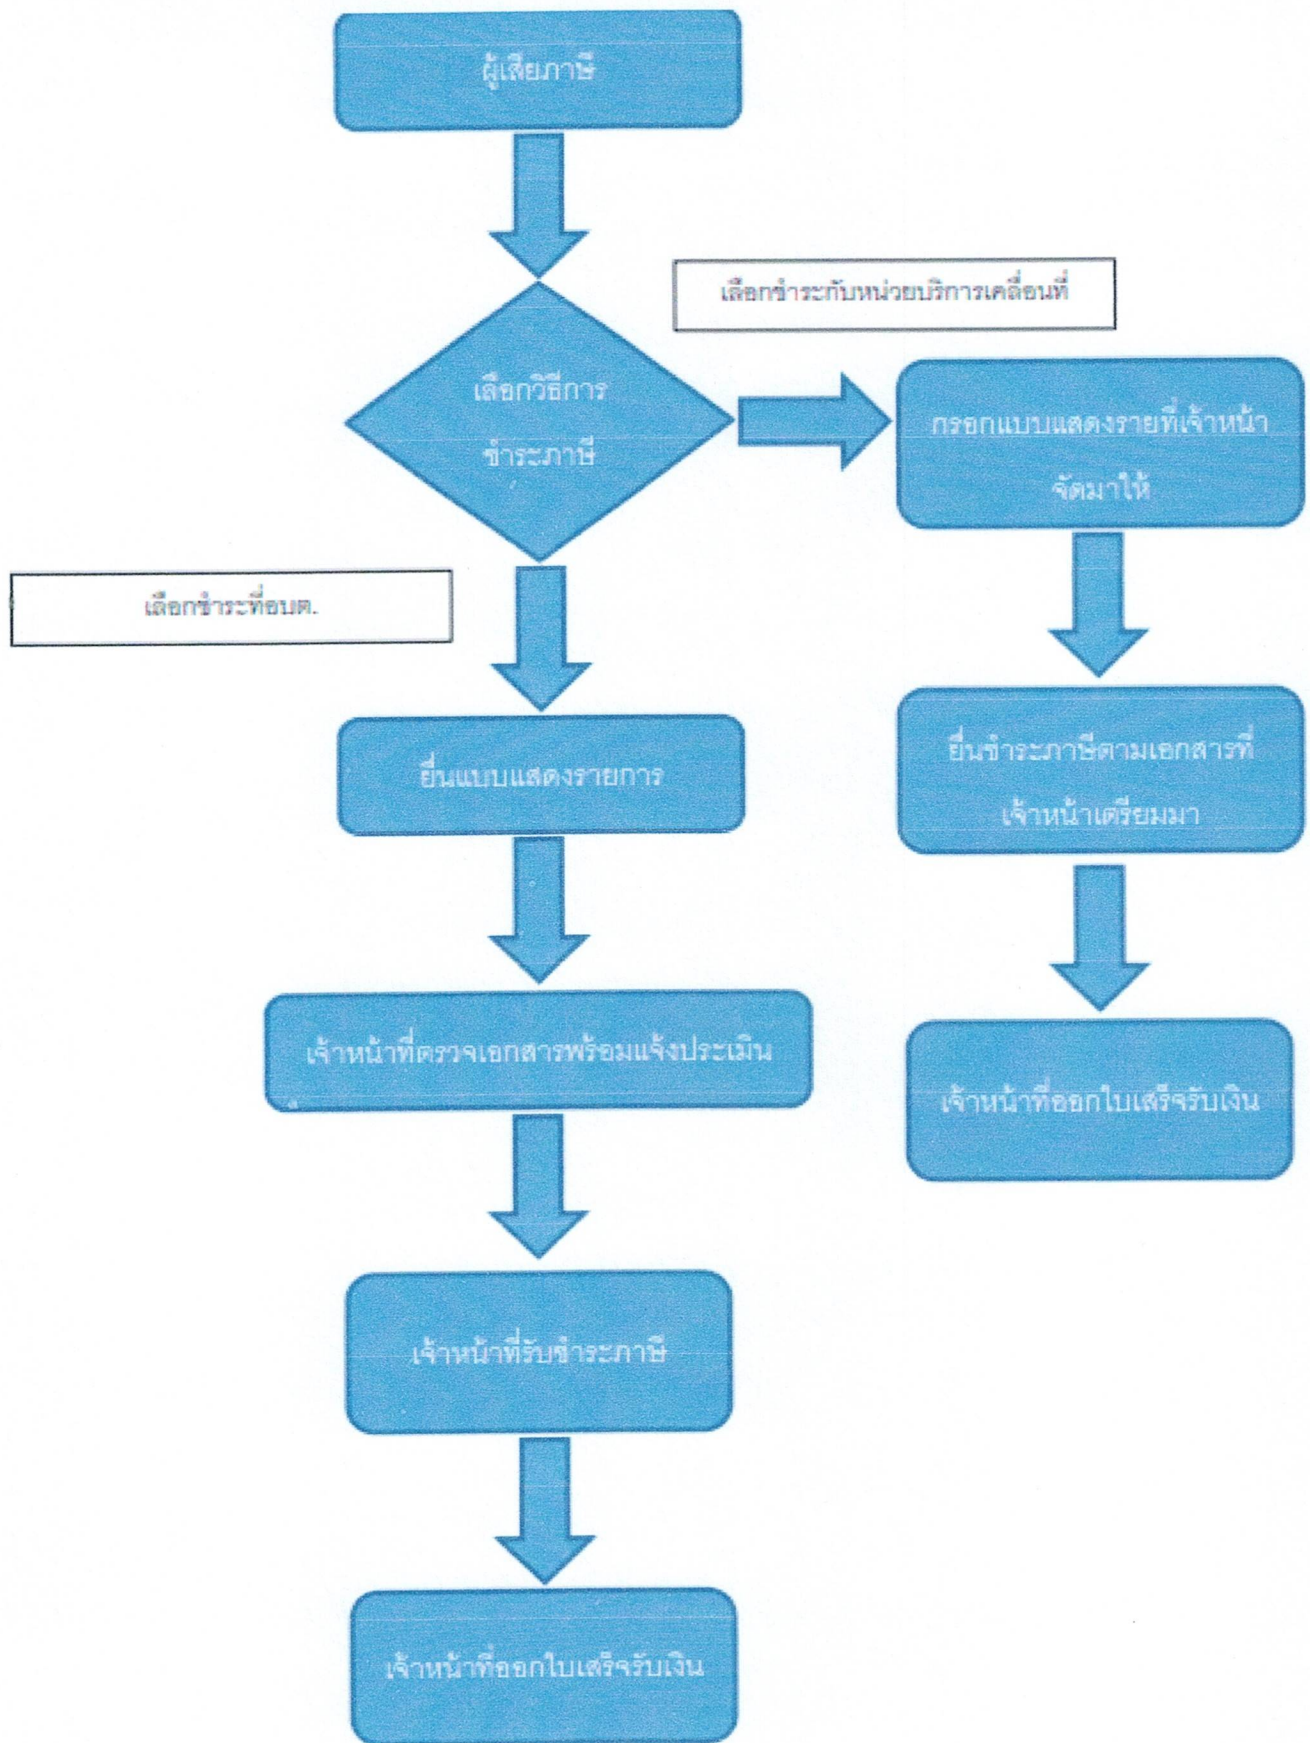 ผู้เสียภาษี
เลือกชำระกับหน่วยบริการเคลื่อนที่
เลือกวิธีการ
ชำระภาษี
กรอกแบบแสดงรายที่เจ้าหน้า
จัดมาให้
เลือกชำระที่อบต.
ยื่นแบบแสดงรายการ
ยื่นชำระภาษีตามเอกสารที่
เจ้าหน้าเตรียมมา
เจ้าหน้าที่ตรวจเอกสารพร้อมแจ้งประเมิน
เจ้าหน้าที่ออกใบเสร็จรับเงิน
เจ้าหน้าที่รับชำระภาษี
เจ้าหน้าที่ออกใบเสร็จรับเงิน